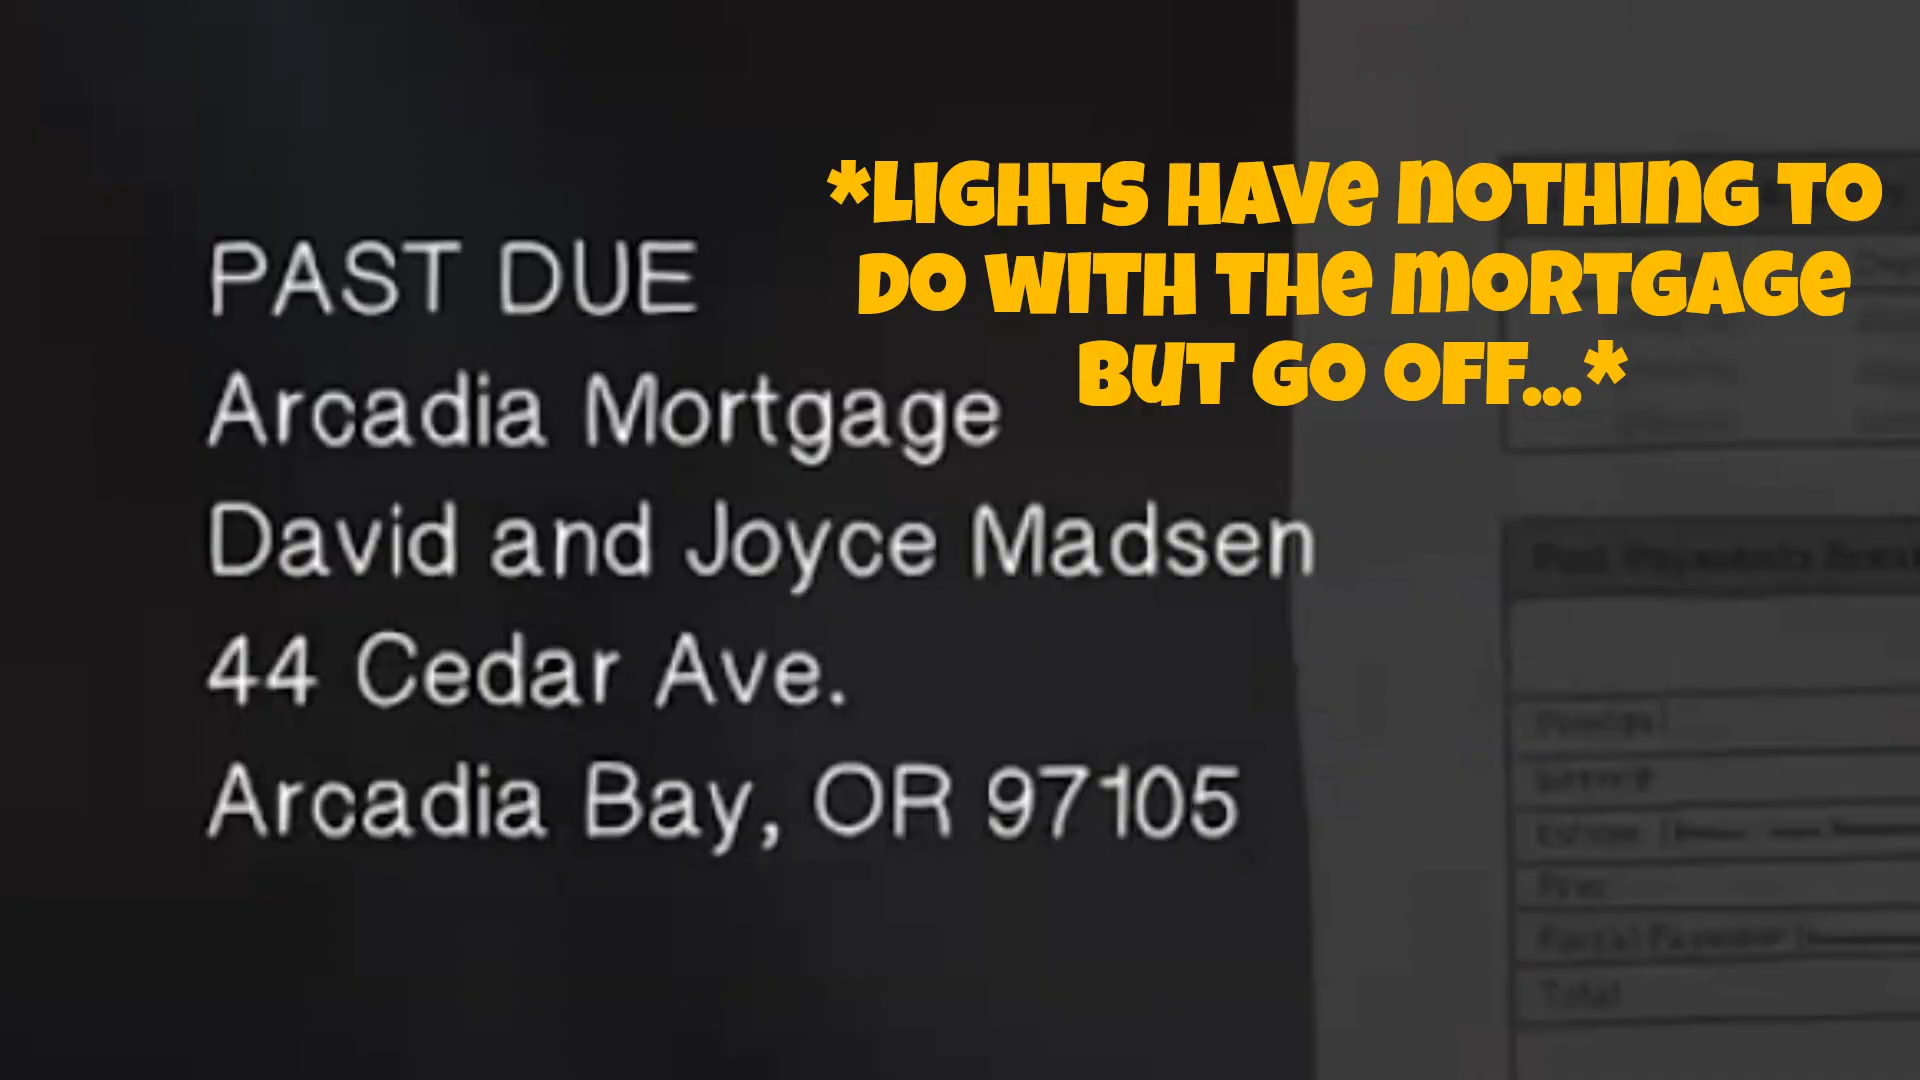 *LIGHTS HAVE NOTHING TO
DO WITH THE MORTGAGE
BUT GO OFF...*
PAST DUE
Arcadia Mortgage
David and Joyce Madsen
44 Cedar Ave.
Arcadia Bay, OR 97105
Total